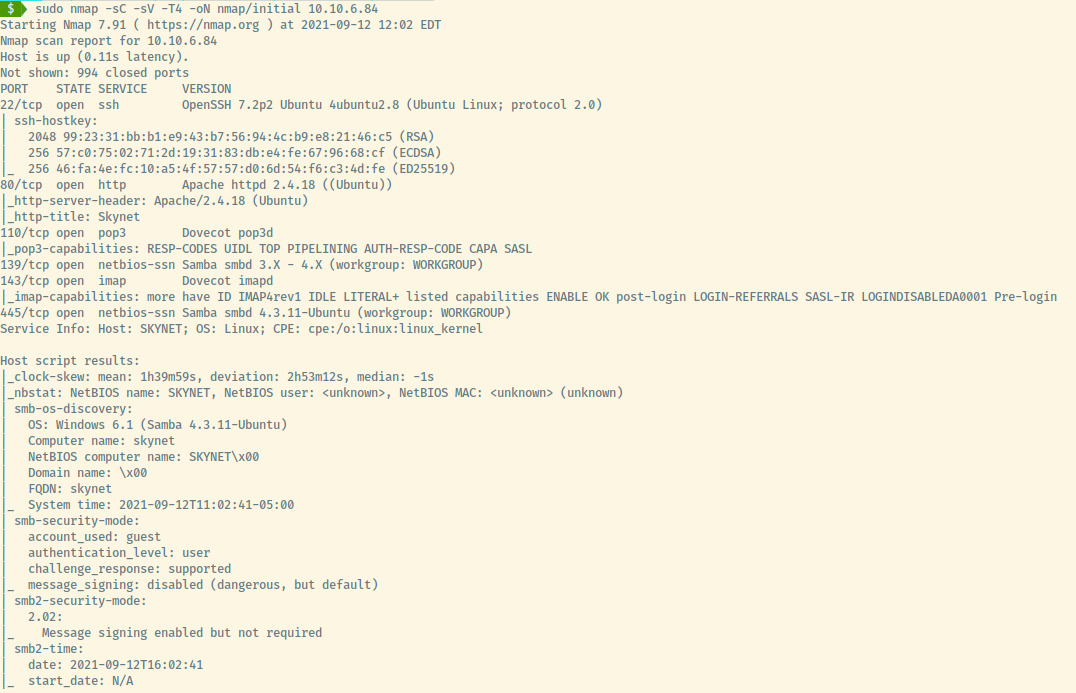 $ sudo nmap -sC -sV -T4 -oN nmap/initial 10.10.6.84
Starting Nmap 7.91 ( https://nmap.org ) at 2021-09-12 12:02 EDT
Nmap scan report for 10.10.6.84
Host is up (0.11s latency).
Not shown: 994 closed ports
PORT    STATE SERVICE     VERSION
22/tcp  open  ssh         OpenSSH 7.2p2 Ubuntu 4ubuntu2.8 (Ubuntu Linux; protocol 2.0)
| ssh-hostkey:
|   2048 99:23:31:bb:b1:e9:43:b7:56:94:4c:b9:e8:21:46:c5 (RSA)
|   256 57:c0:75:02:71:2d:19:31:83:db:e4:fe:67:96:68:cf (ECDSA)
|_  256 46:fa:4e:fc:10:a5:4f:57:57:d0:6d:54:f6:c3:4d:fe (ED25519)
80/tcp  open  http        Apache httpd 2.4.18 ((Ubuntu))
|_http-server-header: Apache/2.4.18 (Ubuntu)
|_http-title: Skynet
110/tcp open  pop3        Dovecot pop3d
|_pop3-capabilities: RESP-CODES UIDL TOP PIPELINING AUTH-RESP-CODE CAPA SASL
139/tcp open  netbios-ssn Samba smbd 3.X - 4.X (workgroup: WORKGROUP)
143/tcp open  imap        Dovecot imapd
|_imap-capabilities: more have ID IMAP4rev1 IDLE LITERAL+ listed capabilities ENABLE OK post-login LOGIN-REFERRALS SASL-IR LOGINDISABLEDA0001 Pre-login
445/tcp open  netbios-ssn Samba smbd 4.3.11-Ubuntu (workgroup: WORKGROUP)
Service Info: Host: SKYNET; OS: Linux; CPE: cpe:/o:linux:linux_kernel

Host script results:
|_clock-skew: mean: 1h39m59s, deviation: 2h53m12s, median: -1s
|_nbstat: NetBIOS name: SKYNET, NetBIOS user: <unknown>, NetBIOS MAC: <unknown> (unknown)
| smb-os-discovery:
|   OS: Windows 6.1 (Samba 4.3.11-Ubuntu)
|   Computer name: skynet
|   NetBIOS computer name: SKYNET\x00
|   Domain name: \x00
|   FQDN: skynet
|_  System time: 2021-09-12T11:02:41-05:00
| smb-security-mode:
|   account_used: guest
|   authentication_level: user
|   challenge_response: supported
|_  message_signing: disabled (dangerous, but default)
| smb2-security-mode:
|   2.02:
|_    Message signing enabled but not required
| smb2-time:
|   date: 2021-09-12T16:02:41
|_  start_date: N/A